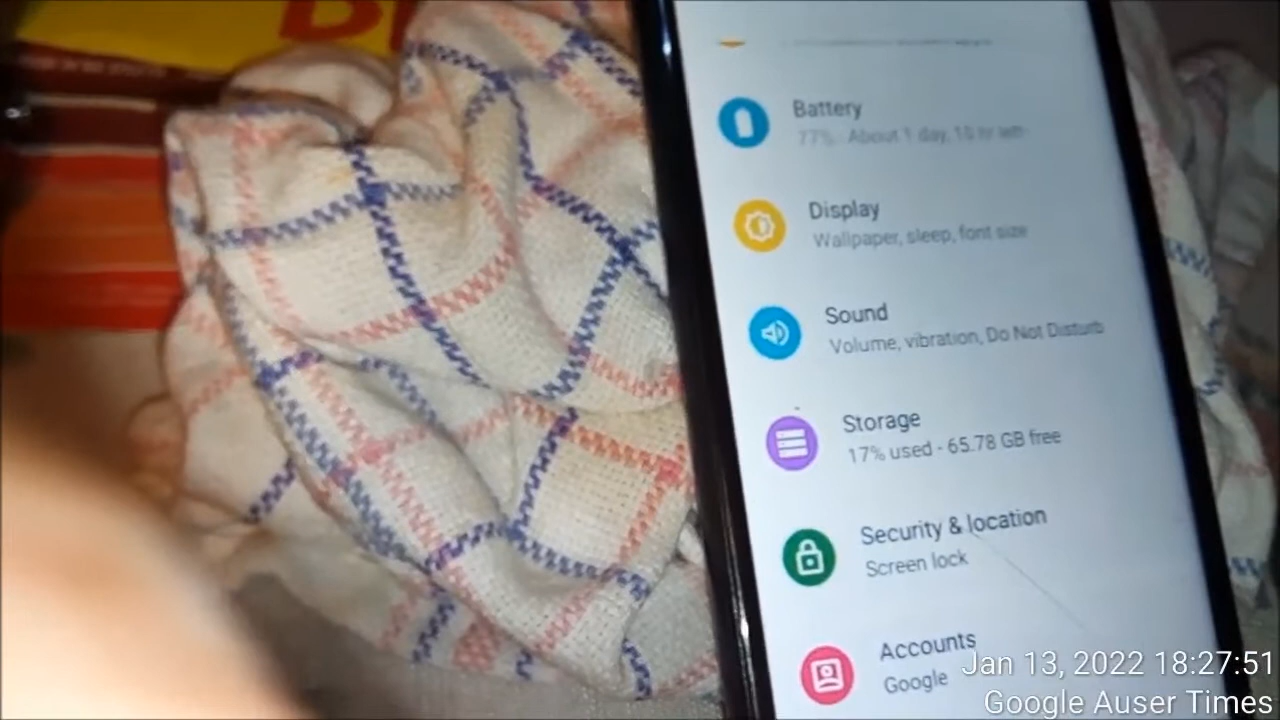 Battery
77% - About 1 day, 10 hr left
Display
Wallpaper, sleep, font size
Sound
Volume, vibration, Do Not Disturb
Storage
17% used - 65.78 GB free
Security & location
Screen lock
Accounts
Google
Jan 13, 2022 18:27:51
Google Auser Times